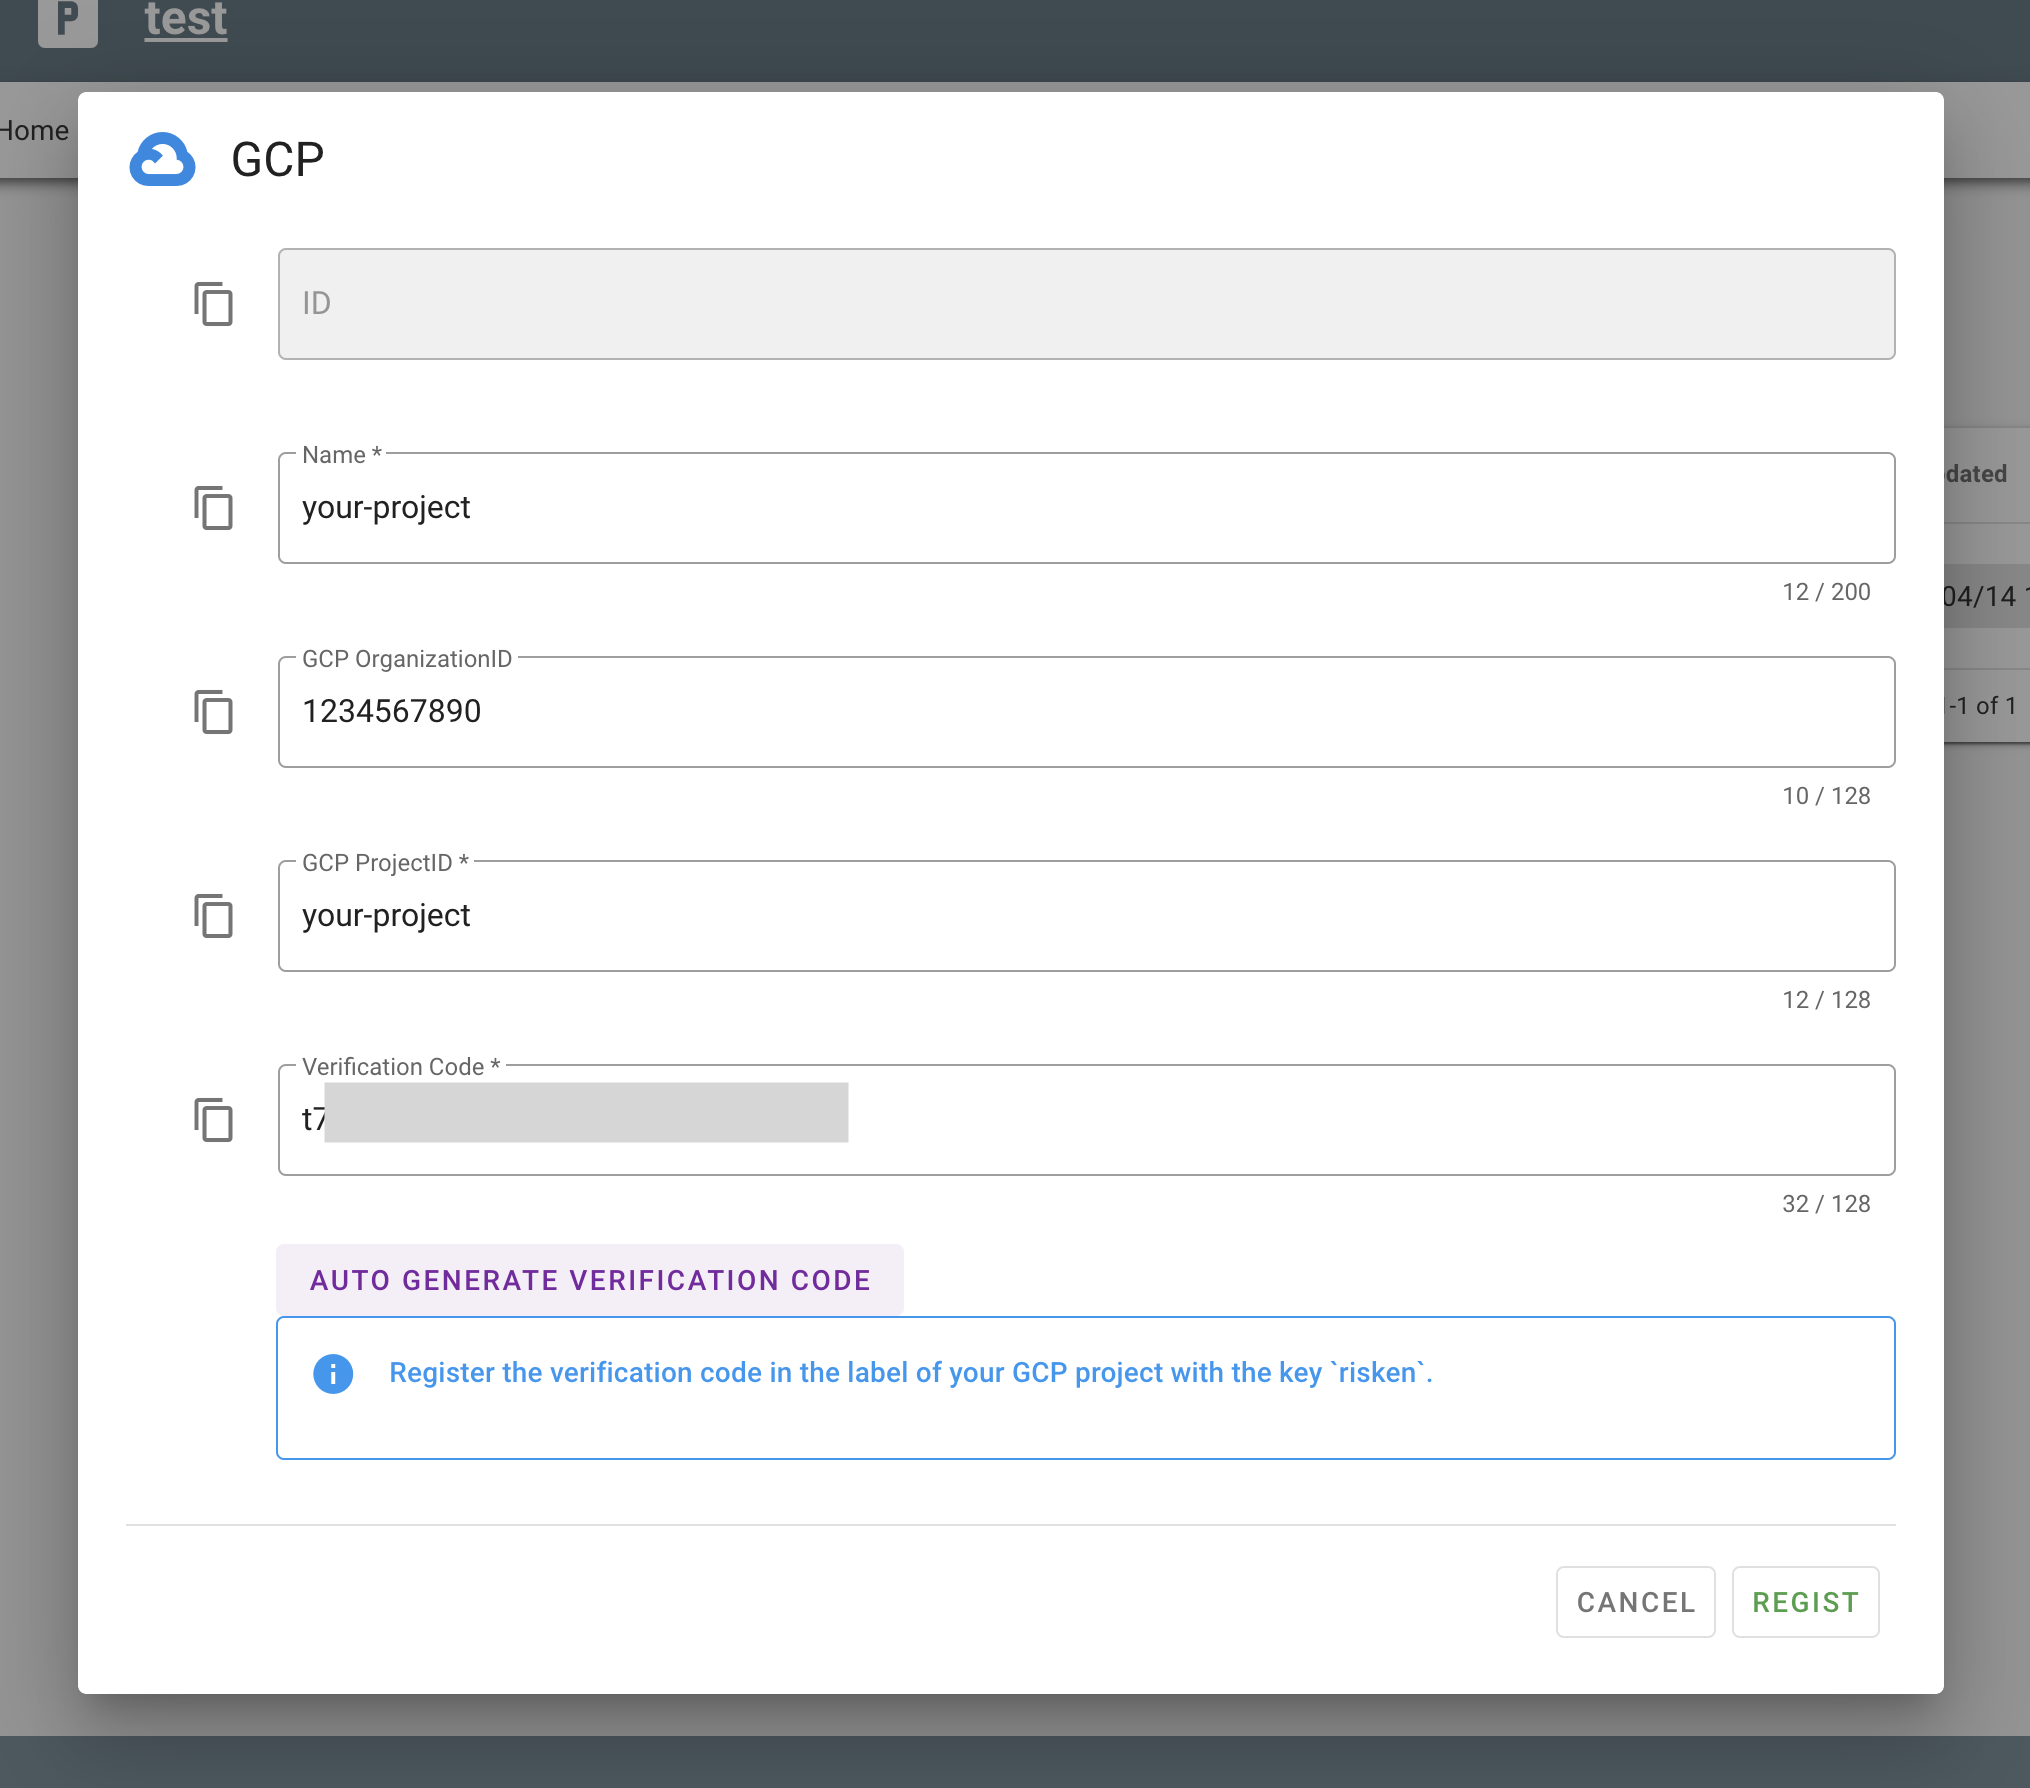 P test
Home
GCP
ID
Name *
your-project
12 / 200
GCP OrganizationID
1234567890
10 / 128
GCP ProjectID *
your-project
12 / 128
Verification Code *
t7
32 / 128
AUTO GENERATE VERIFICATION CODE
Register the verification code in the label of your GCP project with the key `risken`.
CANCEL REGIST
dated
04/14 1
-1 of 1